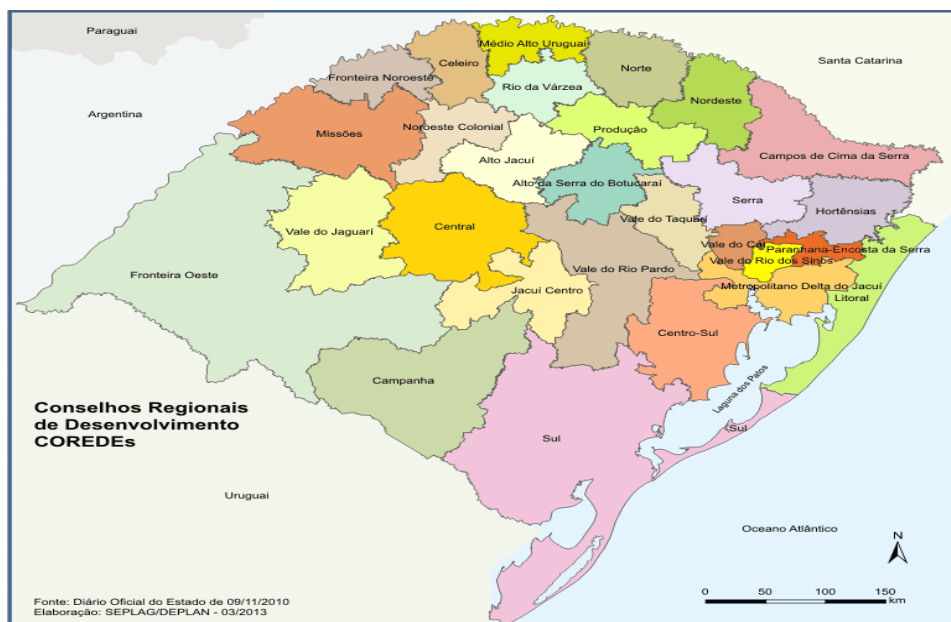 Paraguai
Médio Alto Uruguai
Celeiro
Santa Catarina
Norte
Fronteira Noroeste
Rio da Várzea
Nordeste
Argentina
Noroeste Colonial
Produção
Missões
Alto Jacuí
Campos de Cima da Serra
Alto da Serra do Botucaraí
Serra
Hortênsias
Vale do Taquari
Vale do Jaguarí
Central
Vale do Caí
Paranhana-Encosta da Serra
Vale do Rio dos Sinos
Fronteira Oeste
Vale do Rio Pardo
Metropolitano Delta do Jacuí
Jacuí Centro
Litoral
Centro-Sul
Campanha
Laguna dos Patos
Conselhos Regionais
de Desenvolvimento
COREDEs
Sul
Sul
Uruguai
Oceano Atlântico
N
Fonte: Diário Oficial do Estado de 09/11/2010
Elaboração: SEPLAG/DEPLAN - 03/2013
0 50 100 150
km